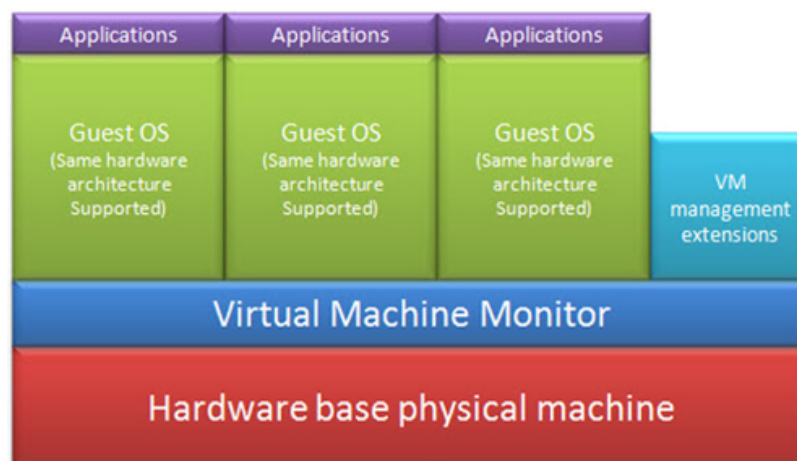 Applications
Applications
Applications
Guest OS
(Same hardware
architecture
Supported)
Guest OS
(Same hardware
architecture
Supported)
Guest OS
(Same hardware
architecture
Supported)
VM
management
extensions
Virtual Machine Monitor
Hardware base physical machine